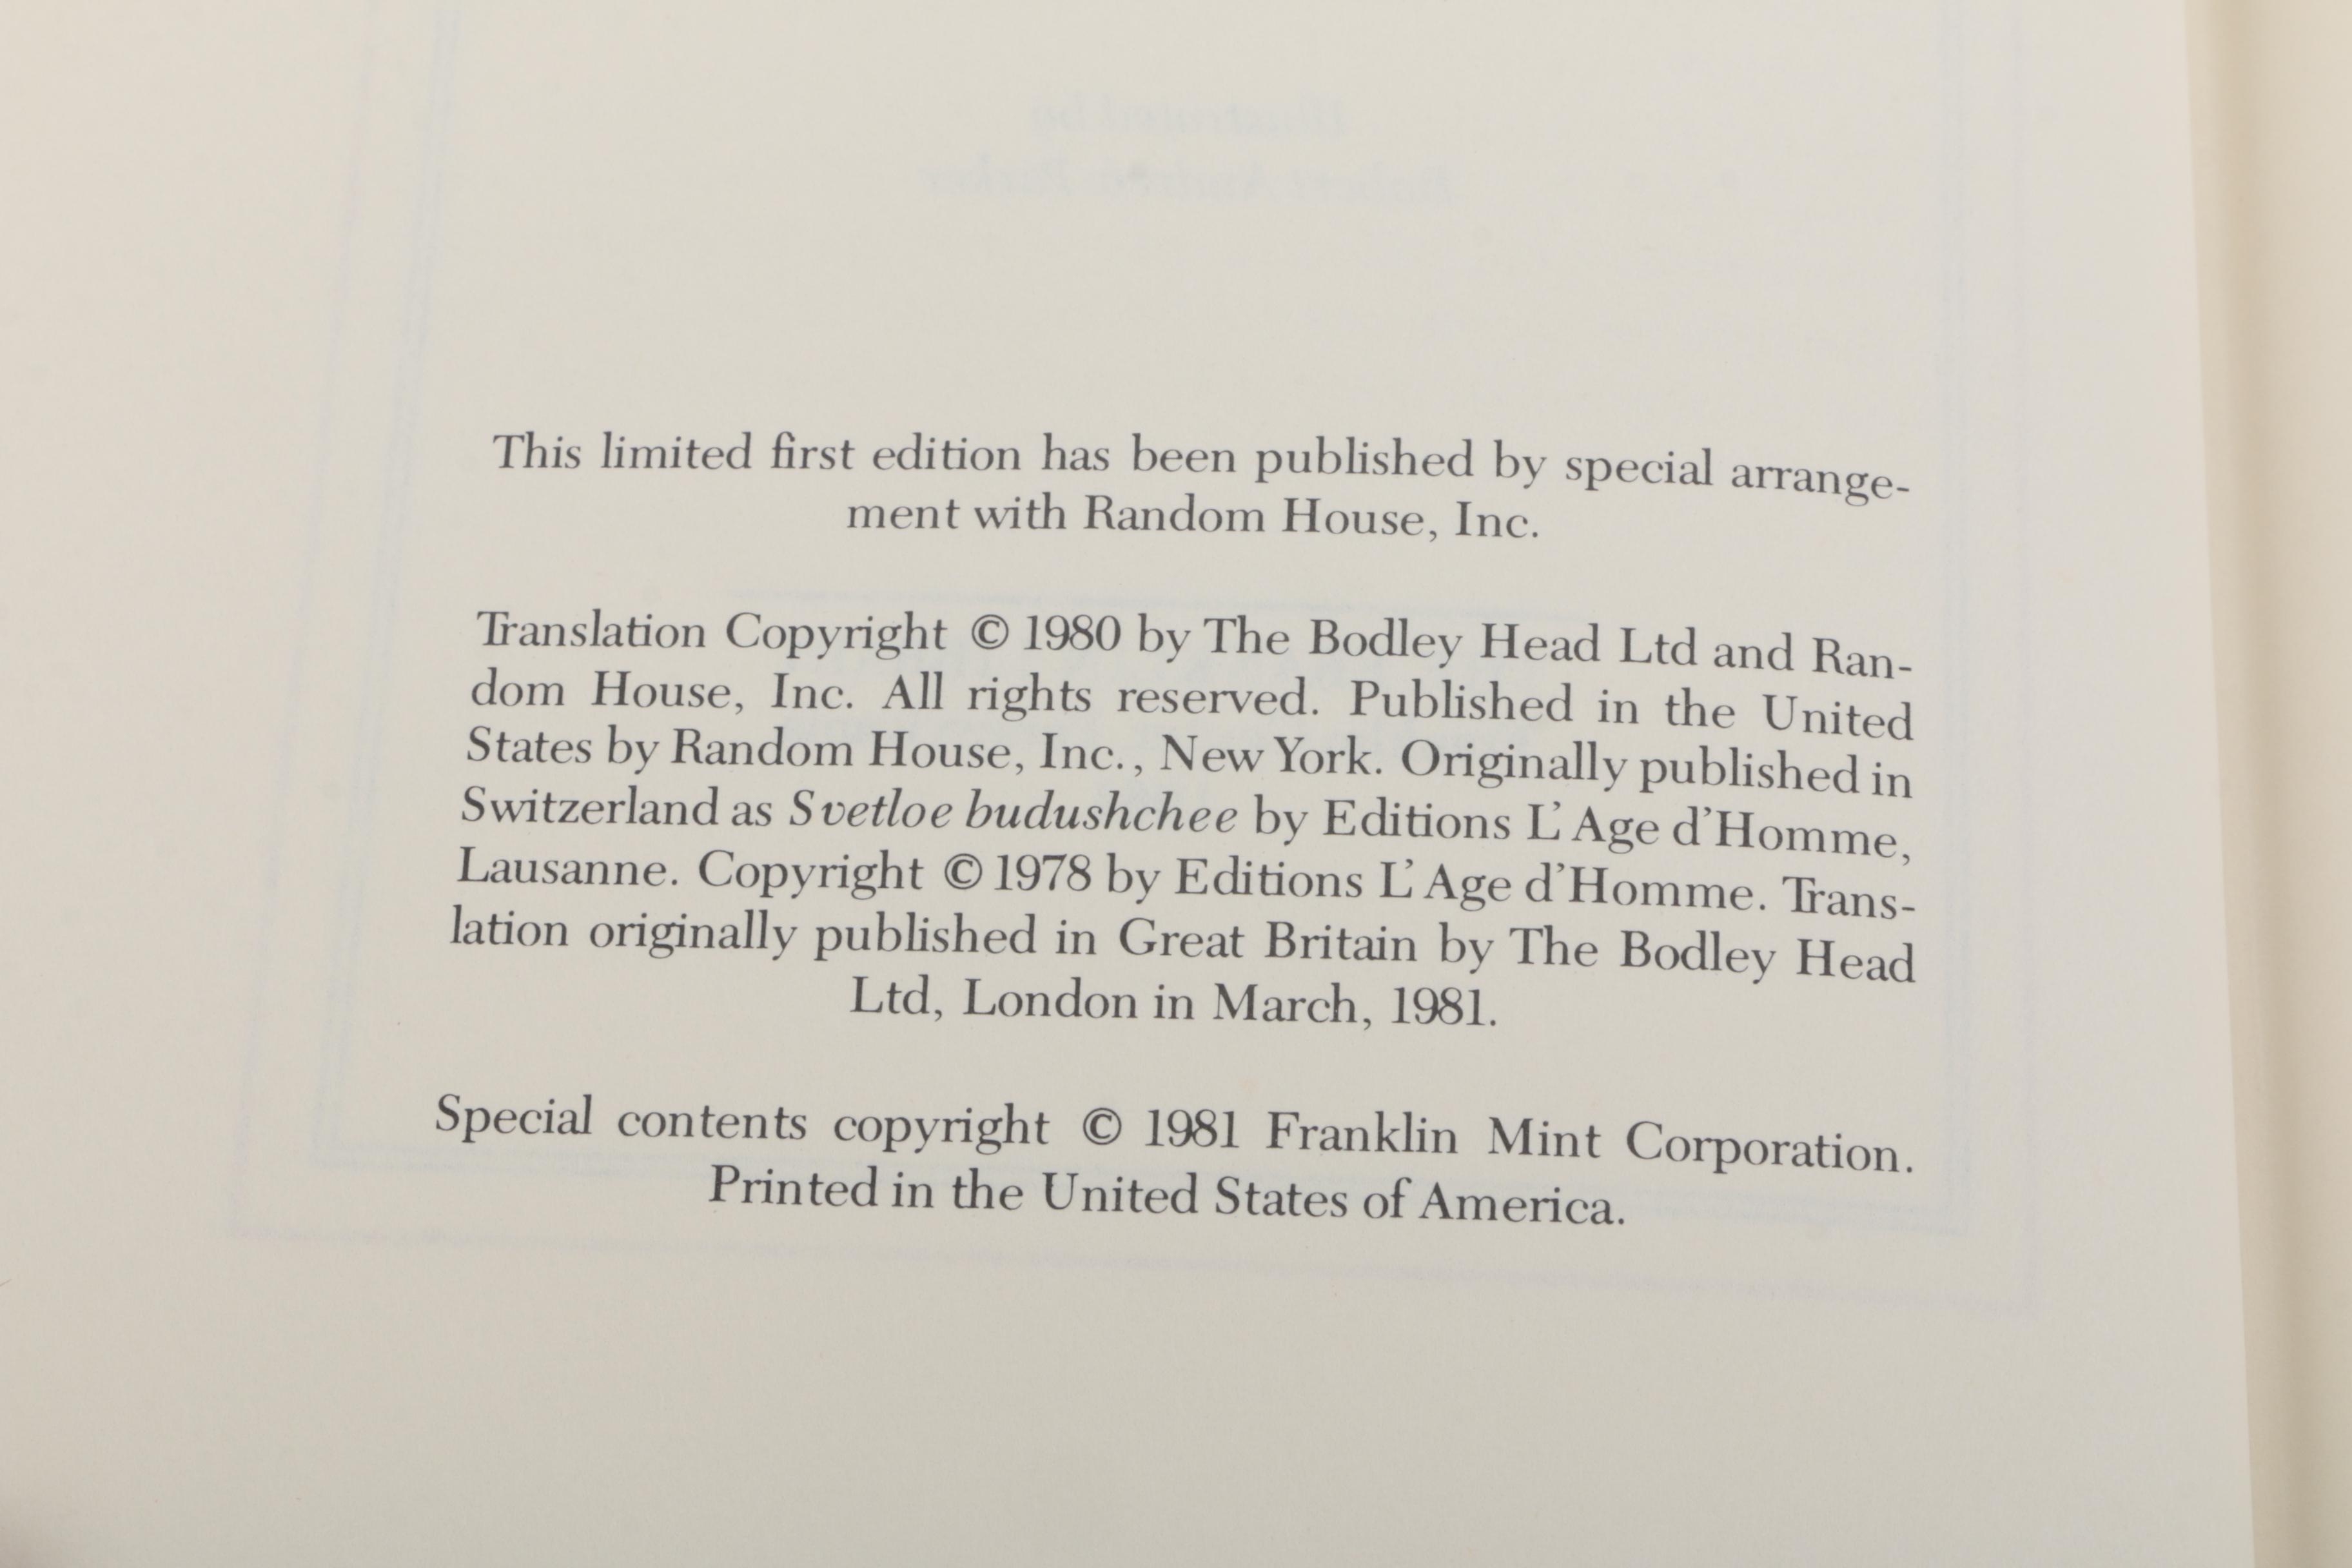 This limited first edition has been published by special arrange-
ment with Random House, Inc.
Translation Copyright © 1980 by The Bodley Head Ltd and Ran-
dom House, Inc. All rights reserved. Published in the United
States by Random House, Inc., New York. Originally published in
Switzerland as Svetloe budushchee by Editions L'Age d'Homme,
Lausanne. Copyright © 1978 by Editions L'Age d'Homme. Trans-
lation originally published in Great Britain by The Bodley Head
Ltd, London in March, 1981.
Special contents copyright © 1981 Franklin Mint Corporation.
Printed in the United States of America.